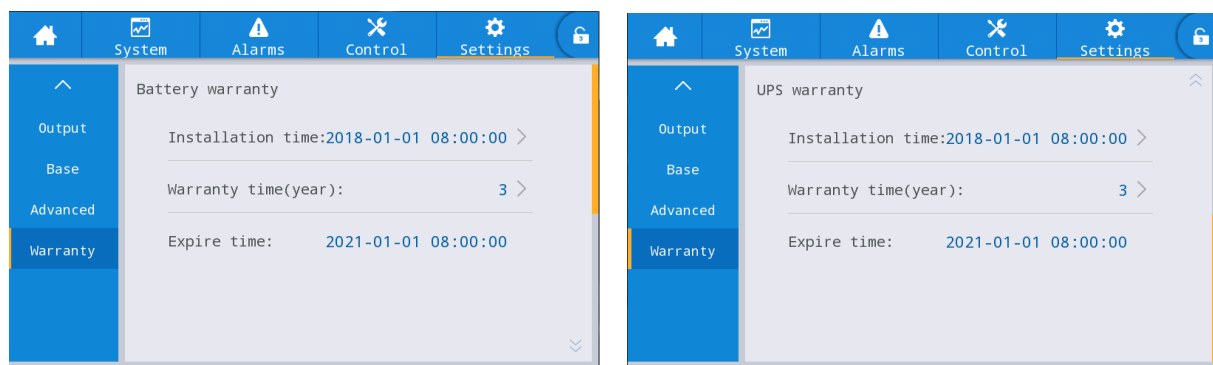 System Alarms Control Settings 3
Battery warranty
Output
Installation time:2018-01-01 08:00:00
Base
Warranty time(year): 3
Advanced
Expire time: 2021-01-01 08:00:00
Warranty
System Alarms Control Settings 3
UPS warranty
Output
Installation time:2018-01-01 08:00:00
Base
Warranty time(year): 3
Advanced
Expire time: 2021-01-01 08:00:00
Warranty